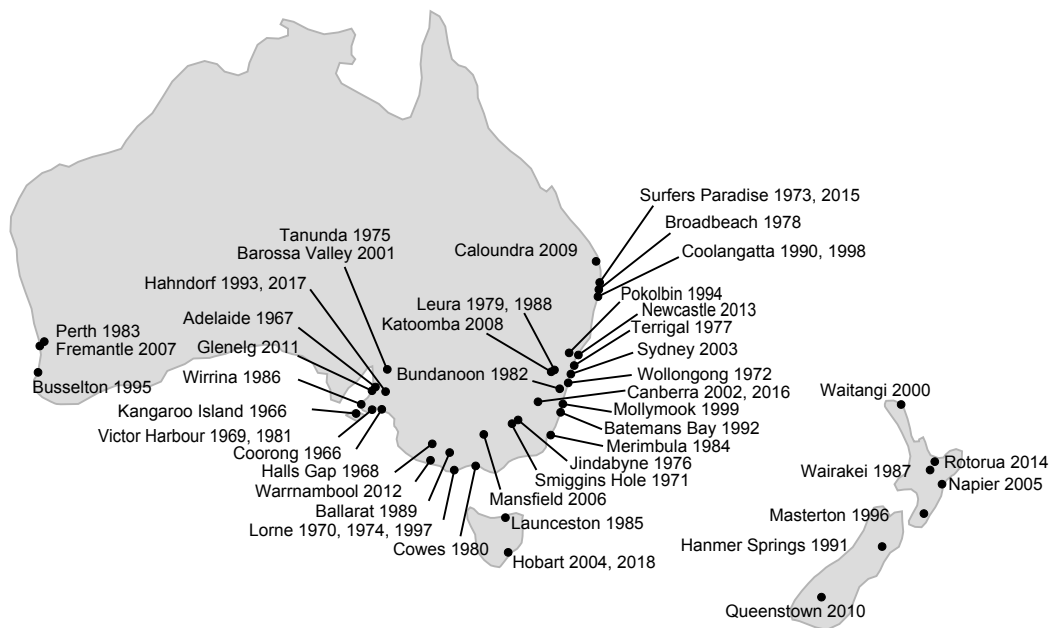 Surfers Paradise 1973, 2015
Broadbeach 1978
Tanunda 1975
Barossa Valley 2001
Caloundra 2009
Coolangatta 1990, 1998
Hahndorf 1993, 2017
Pokolbin 1994
Leura 1979, 1988
Newcastle 2013
Adelaide 1967
Katoomba 2008
Terrigal 1977
Perth 1983
Fremantle 2007
Glenelg 2011
Sydney 2003
Busselton 1995
Wirrina 1986
Bundanoon 1982
Wollongong 1972
Canberra 2002, 2016
Waitangi 2000
Kangaroo Island 1966
Mollymook 1999
Batemans Bay 1992
Victor Harbour 1969, 1981
Merimbula 1984
Coorong 1966
Jindabyne 1976
Halls Gap 1968
Smiggins Hole 1971
Wairakei 1987
Rotorua 2014
Napier 2005
Warrnambool 2012
Mansfield 2006
Ballarat 1989
Masterton 1996
Lorne 1970, 1974, 1997
Launceston 1985
Cowes 1980
Hanmer Springs 1991
Hobart 2004, 2018
Queenstown 2010